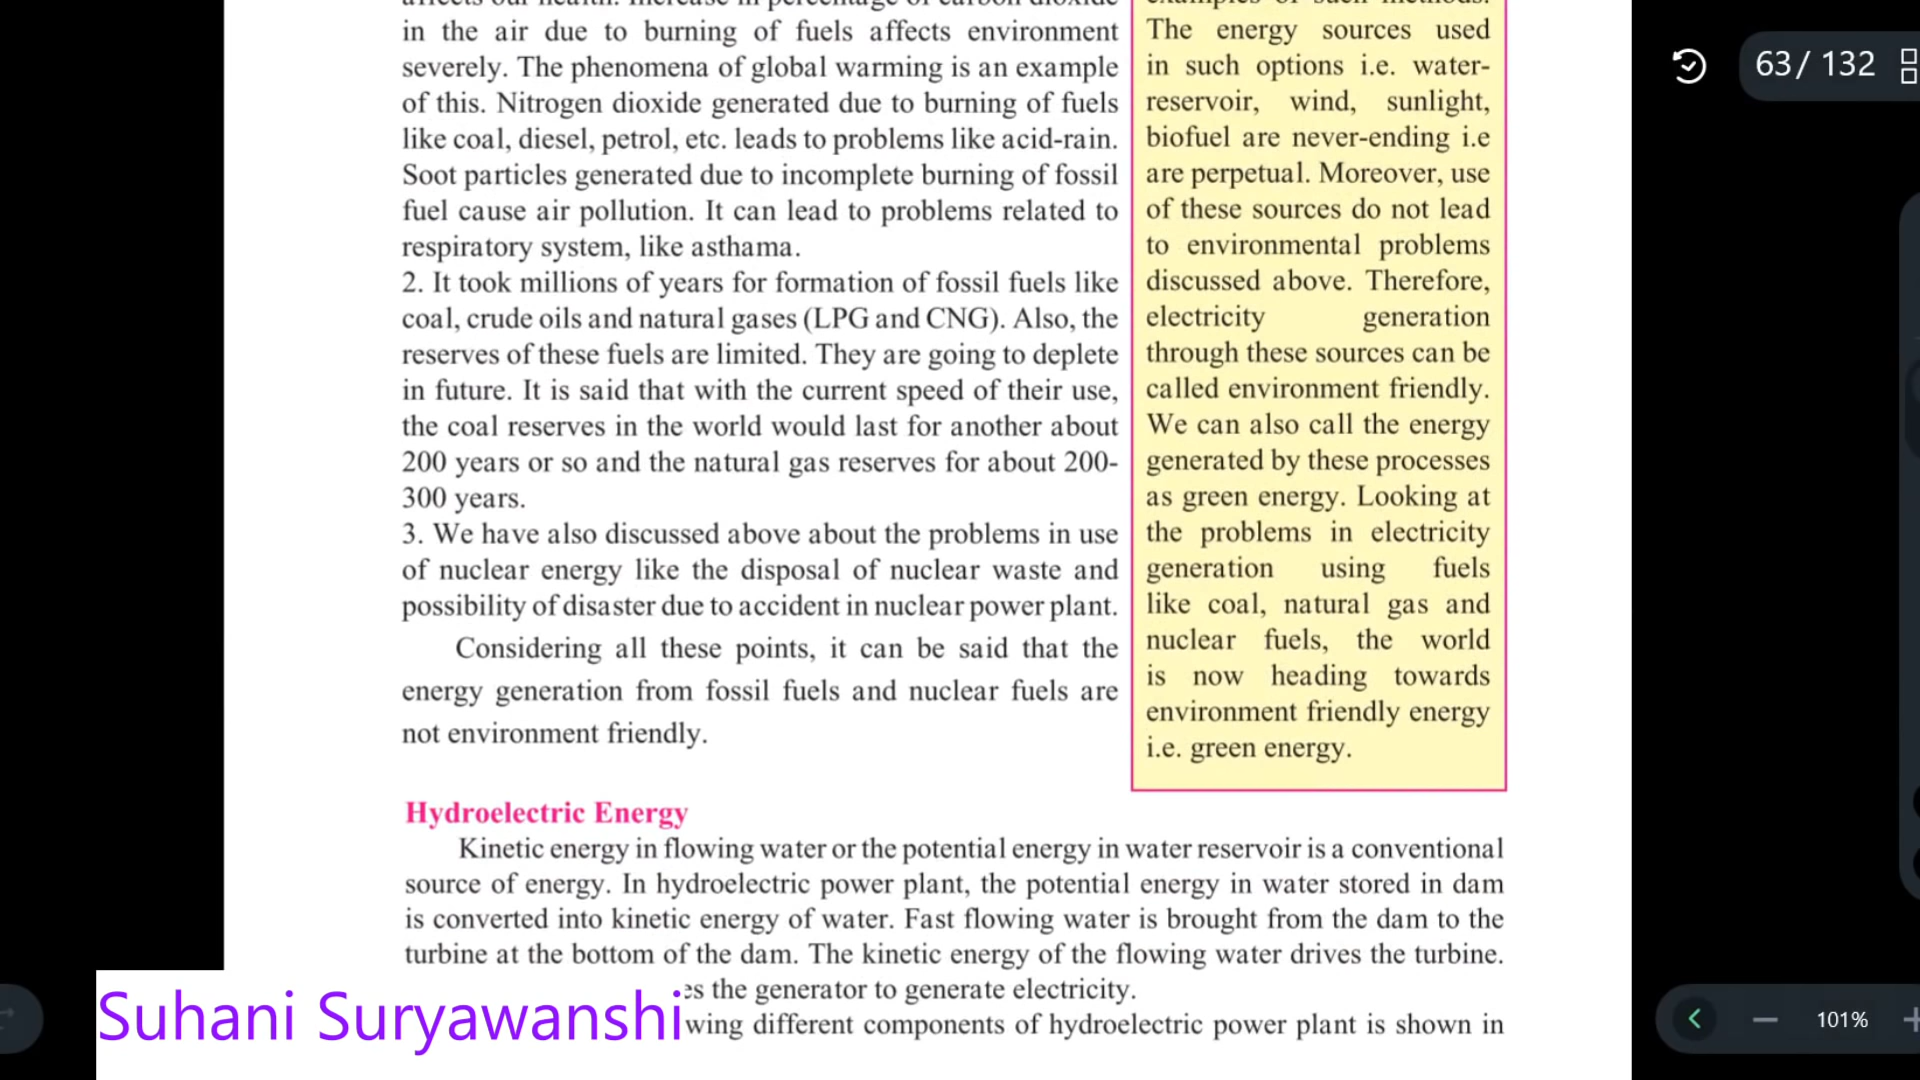 in the air due to burning of fuels affects environment
severely. The phenomena of global warming is an example
of this. Nitrogen dioxide generated due to burning of fuels
like coal, diesel, petrol, etc. leads to problems like acid-rain.
Soot particles generated due to incomplete burning of fossil
fuel cause air pollution. It can lead to problems related to
respiratory system, like asthama.
2. It took millions of years for formation of fossil fuels like
coal, crude oils and natural gases (LPG and CNG). Also, the
reserves of these fuels are limited. They are going to deplete
in future. It is said that with the current speed of their use,
the coal reserves in the world would last for another about
200 years or so and the natural gas reserves for about 200-
300 years.
3. We have also discussed above about the problems in use
of nuclear energy like the disposal of nuclear waste and
possibility of disaster due to accident in nuclear power plant.
Considering all these points, it can be said that the
energy generation from fossil fuels and nuclear fuels are
not environment friendly.
The energy sources used
in such options i.e. water-
reservoir, wind, sunlight,
biofuel are never-ending i.e
are perpetual. Moreover, use
of these sources do not lead
to environmental problems
discussed above. Therefore,
electricity generation
through these sources can be
called environment friendly.
We can also call the energy
generated by these processes
as green energy. Looking at
the problems in electricity
generation using fuels
like coal, natural gas and
nuclear fuels, the world
is now heading towards
environment friendly energy
i.e. green energy.
Hydroelectric Energy
Kinetic energy in flowing water or the potential energy in water reservoir is a conventional
source of energy. In hydroelectric power plant, the potential energy in water stored in dam
is converted into kinetic energy of water. Fast flowing water is brought from the dam to the
turbine at the bottom of the dam. The kinetic energy of the flowing water drives the turbine.
the generator to generate electricity.
different components of hydroelectric power plant is shown in
Suhani Suryawanshi
63/ 132
101%